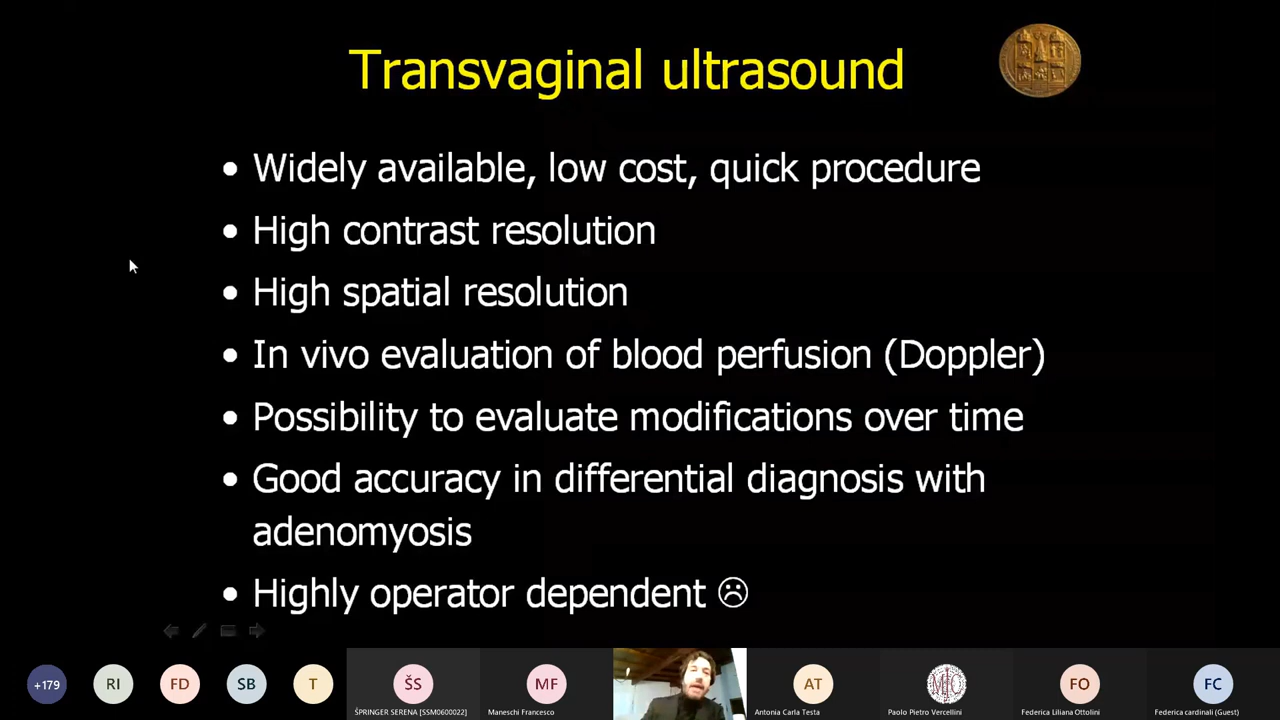 Transvaginal ultrasound
• Widely available, low cost, quick procedure
• High contrast resolution
• High spatial resolution
• In vivo evaluation of blood perfusion (Doppler)
• Possibility to evaluate modifications over time
• Good accuracy in differential diagnosis with
adenomyosis
• Highly operator dependent ☹
+179 RI FD SB T ŠS MF AT FO FC
ŠPRINGER SERENA [SSM0600022] Maneschi Francesco Antonia Carla Testa Paolo Pietro Vercellini Federica Liliana Ottolini Federica cardinali (Guest)